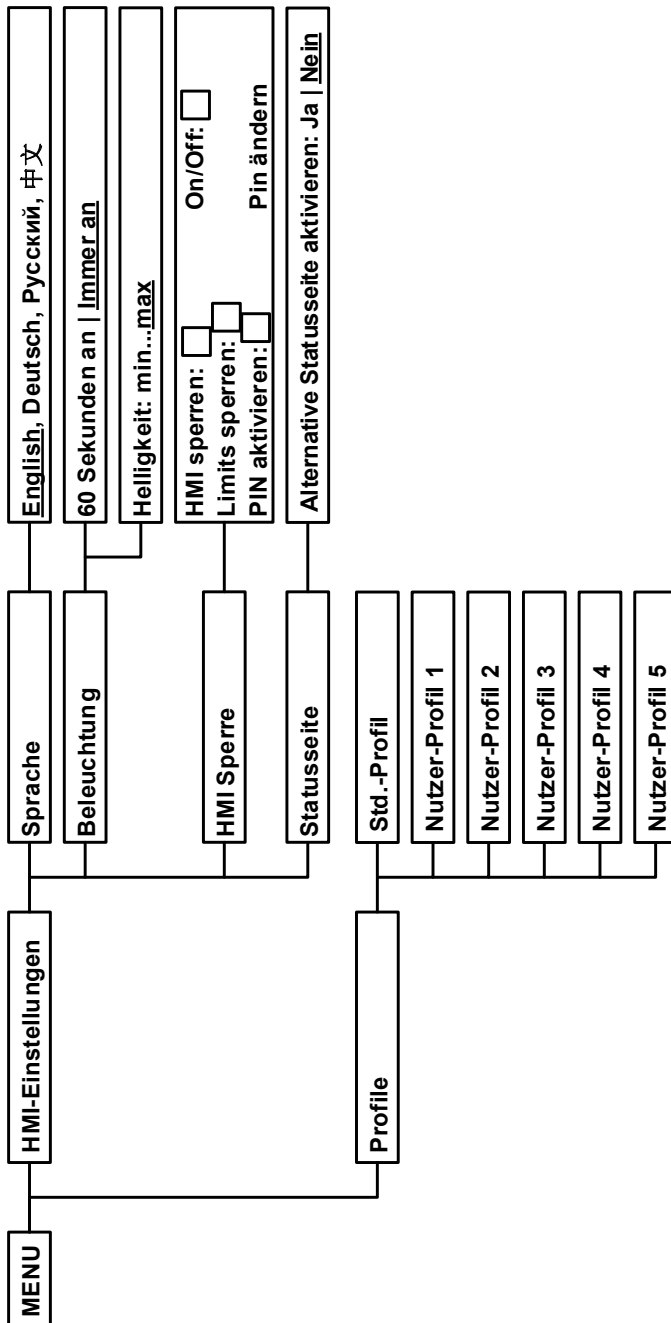 MENU
HMI-Einstellungen
Sprache
English, Deutsch, Русский, 中文
Beleuchtung
60 Sekunden an | Immer an
Helligkeit: min...max
HMI Sperre
HMI sperren: On/Off:
Limits sperren:
PIN aktivieren: Pin ändern
Statusseite
Alternative Statusseite aktivieren: Ja | Nein
Profile
Std.-Profil
Nutzer-Profil 1
Nutzer-Profil 2
Nutzer-Profil 3
Nutzer-Profil 4
Nutzer-Profil 5